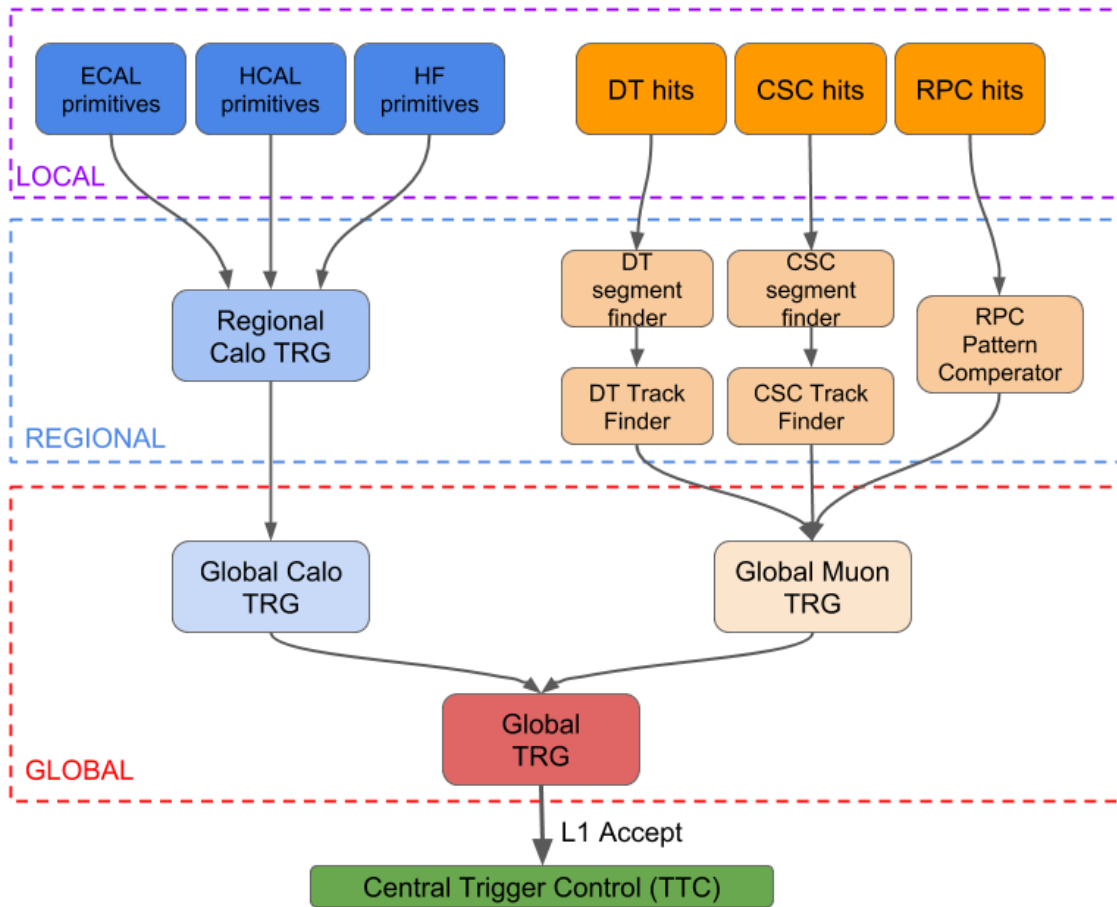 ECAL
primitives
HCAL
primitives
HF
primitives
DT hits
CSC hits
RPC hits
LOCAL
DT
segment
finder
CSC
segment
finder
Regional
Calo TRG
RPC
Pattern
Comperator
DT Track
Finder
CSC Track
Finder
REGIONAL
Global Calo
TRG
Global Muon
TRG
Global
TRG
GLOBAL
L1 Accept
Central Trigger Control (TTC)